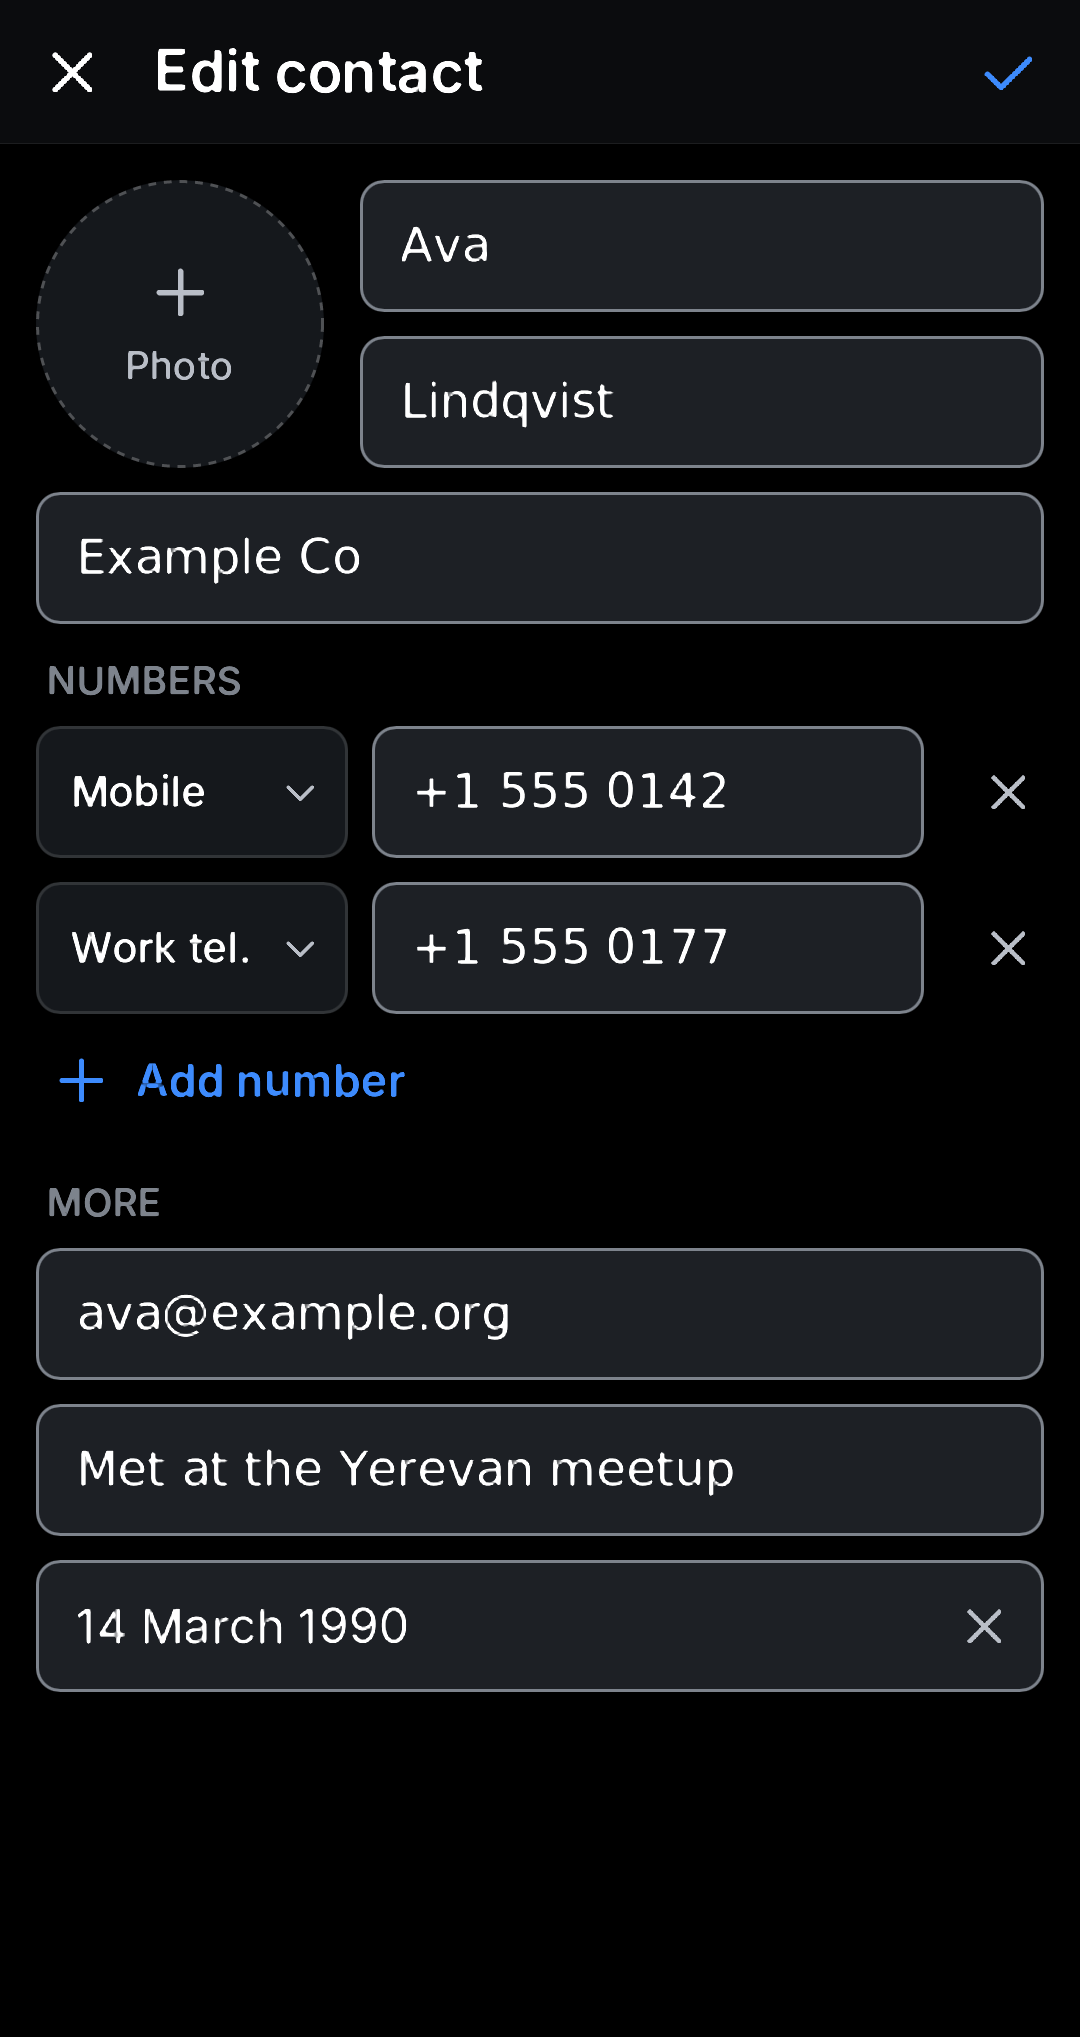 Edit contact
Photo
Ava
Lindqvist
Example Co
NUMBERS
Mobile
+1 555 0142
Work tel.
+1 555 0177
Add number
MORE
ava@example.org
Met at the Yerevan meetup
14 March 1990